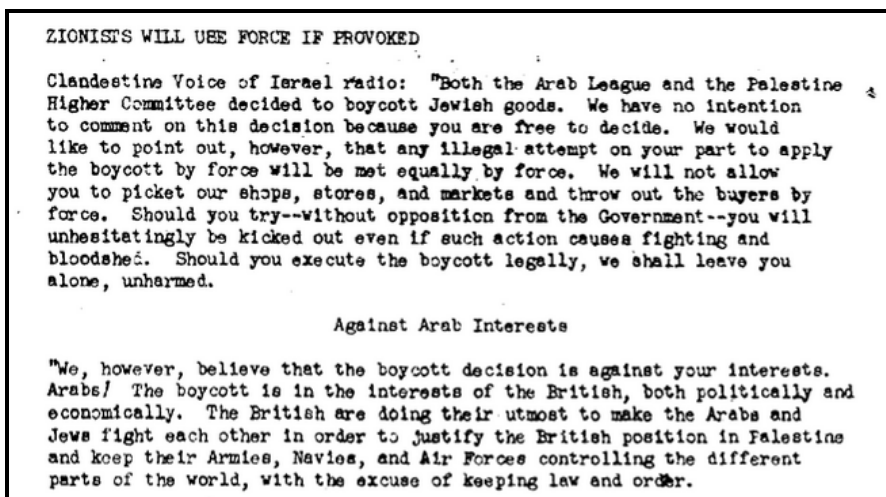 ZIONISTS WILL USE FORCE IF PROVOKED
Clandestine Voice of Israel radio: "Both the Arab League and the Palestine
Higher Committee decided to boycott Jewish goods. We have no intention
to comment on this decision because you are free to decide. We would
like to point out, however, that any illegal attempt on your part to apply
the boycott by force will be met equally by force. We will not allow
you to picket our shops, stores, and markets and throw out the buyers by
force. Should you try--without opposition from the Government--you will
unhesitatingly be kicked out even if such action causes fighting and
bloodshed. Should you execute the boycott legally, we shall leave you
alone, unharmed.
Against Arab Interests
"We, however, believe that the boycott decision is against your interests.
Arabs! The boycott is in the interests of the British, both politically and
economically. The British are doing their utmost to make the Arabs and
Jews fight each other in order to justify the British position in Palestine
and keep their Armies, Navies, and Air Forces controlling the different
parts of the world, with the excuse of keeping law and order.